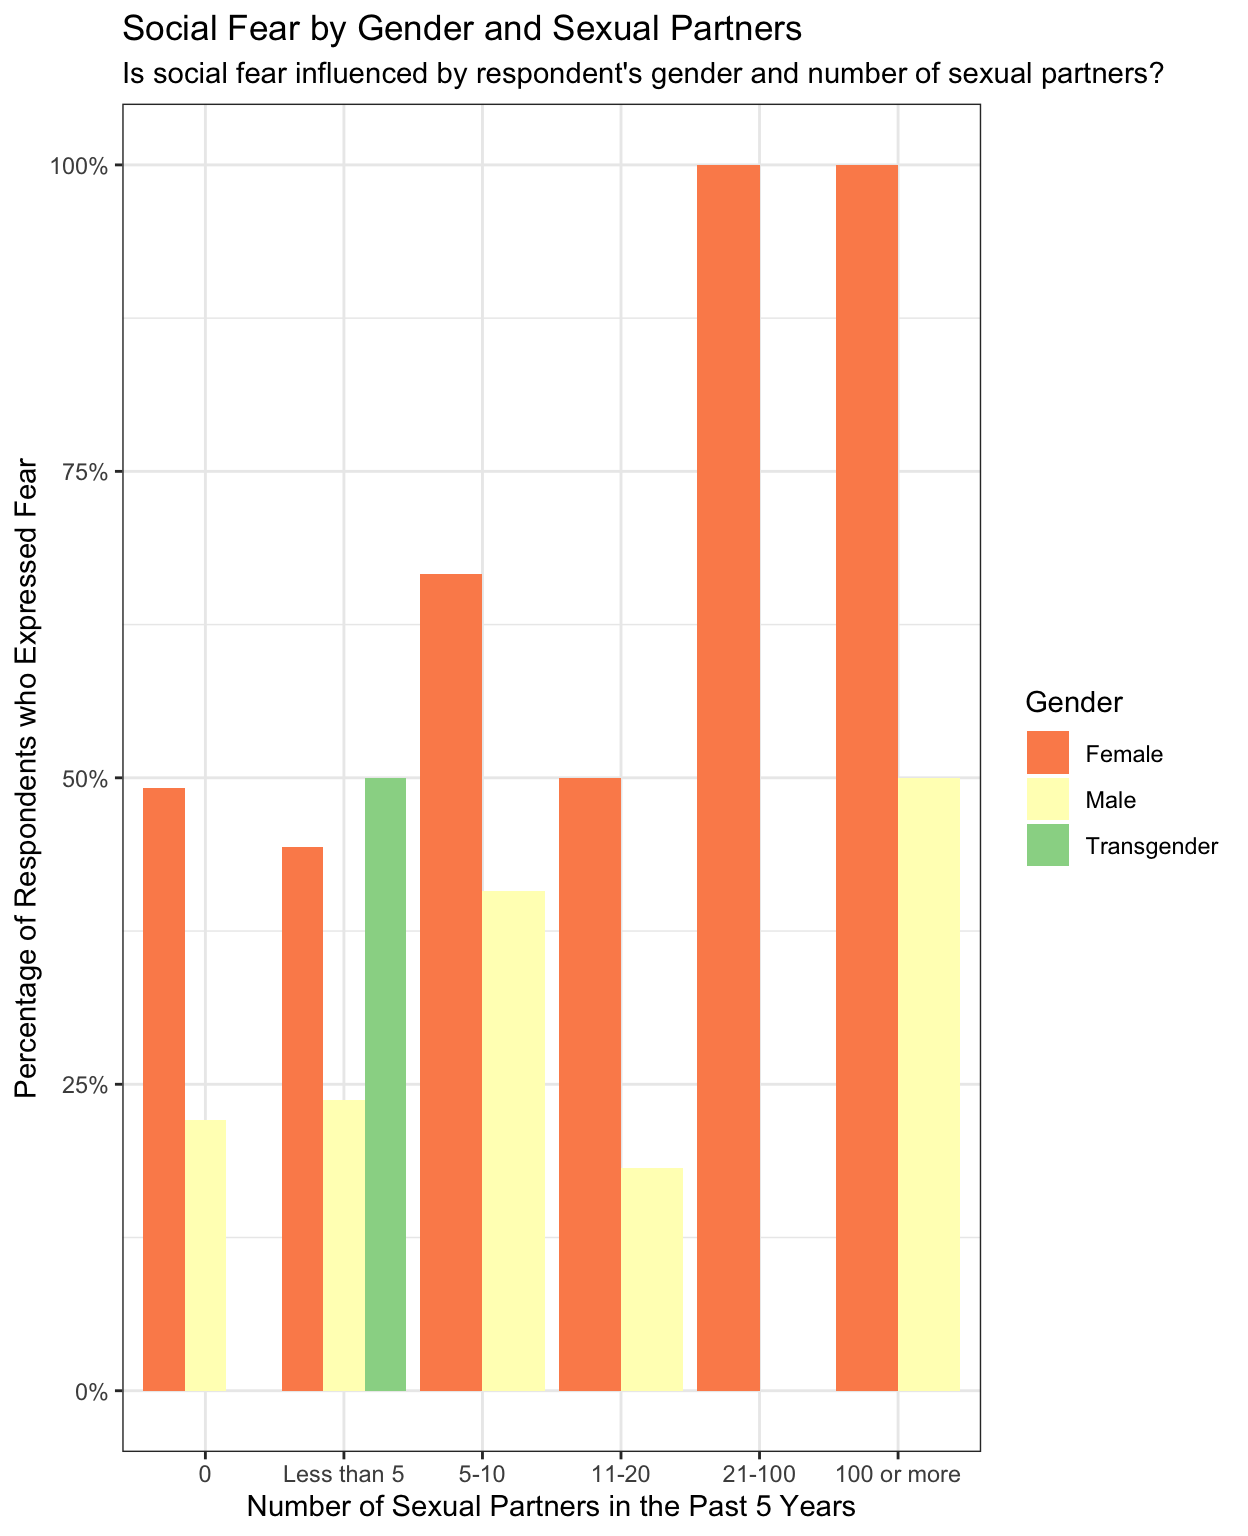 Social Fear by Gender and Sexual Partners
Is social fear influenced by respondent's gender and number of sexual partners?
Percentage of Respondents who Expressed Fear
100%
75%
50%
25%
0%
0
Less than 5
5-10
11-20
21-100
100 or more
Number of Sexual Partners in the Past 5 Years
Gender
Female
Male
Transgender